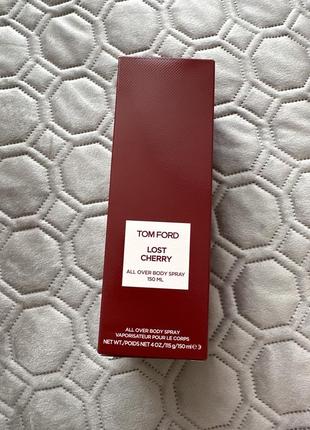 TOM FORD
LOST
CHERRY
ALL OVER BODY SPRAY
150 ML
ALL OVER BODY SPRAY
VAPORISATEUR POUR LE CORPS
NET WT./POIDS NET 4 OZ./115 g/150 ml ℮